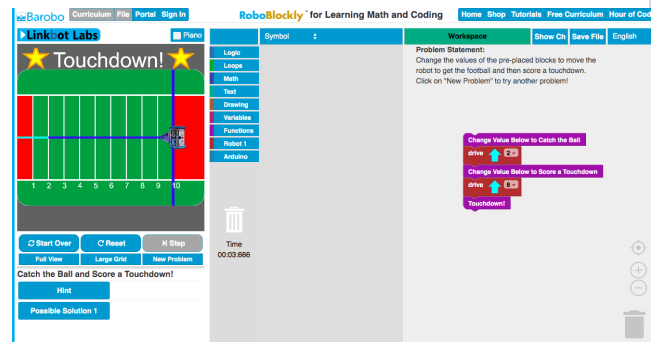 Barobo Curriculum File Portal Sign In
RoboBlockly™ for Learning Math and Coding
Home Shop Tutorials Free Curriculum Hour of Cod
Linkbot Labs
Piano
Touchdown!
1 2 3 4 5 6 7 8 9 10
Start Over
Reset
Step
Full View
Large Grid
New Problem
Catch the Ball and Score a Touchdown!
Hint
Possible Solution 1
Logic
Loops
Math
Text
Drawing
Variables
Functions
Robot 1
Arduino
Time
00:03:666
Symbol
Workspace
Show Ch
Save File
English
Problem Statement:
Change the values of the pre-placed blocks to move the
robot to get the football and then score a touchdown.
Click on "New Problem" to try another problem!
Change Value Below to Catch the Ball
drive 2
Change Value Below to Score a Touchdown
drive 8
Touchdown!